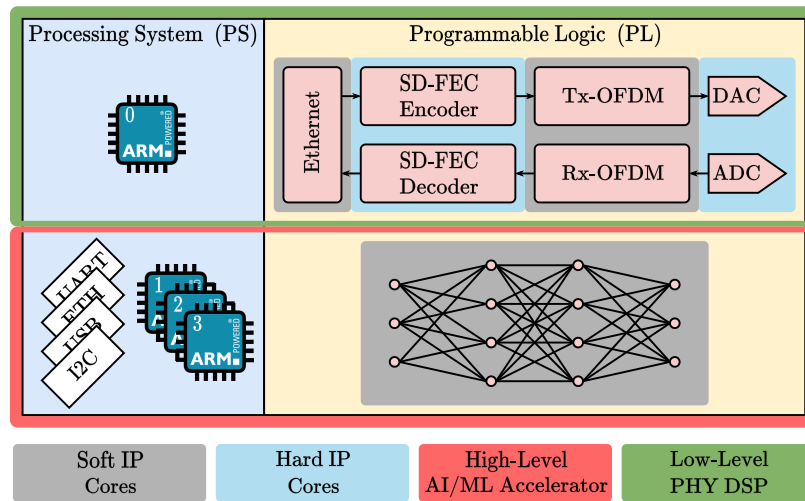 Processing System (PS)
Programmable Logic (PL)
0
ARM
POWERED
Ethernet
SD-FEC
Encoder
Tx-OFDM
DAC
SD-FEC
Decoder
Rx-OFDM
ADC
UART
ETH
USB
I2C
1
2
3
ARM
POWERED
Soft IP
Cores
Hard IP
Cores
High-Level
AI/ML Accelerator
Low-Level
PHY DSP